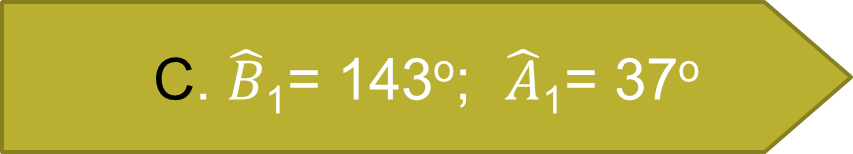 C. B̂₁= 143º; Â₁= 37º